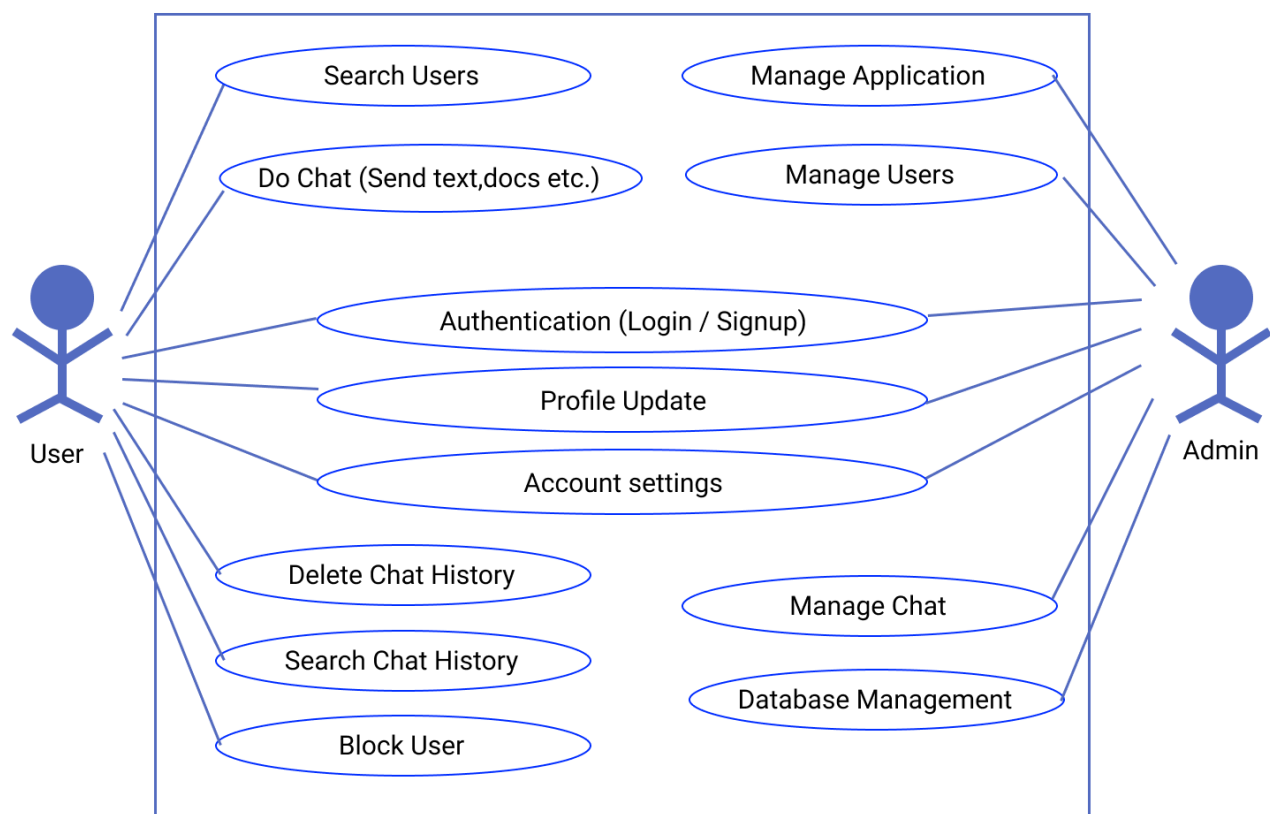 Search Users
Manage Application
Do Chat (Send text,docs etc.)
Manage Users
Authentication (Login / Signup)
Profile Update
User
Admin
Account settings
Delete Chat History
Manage Chat
Search Chat History
Database Management
Block User